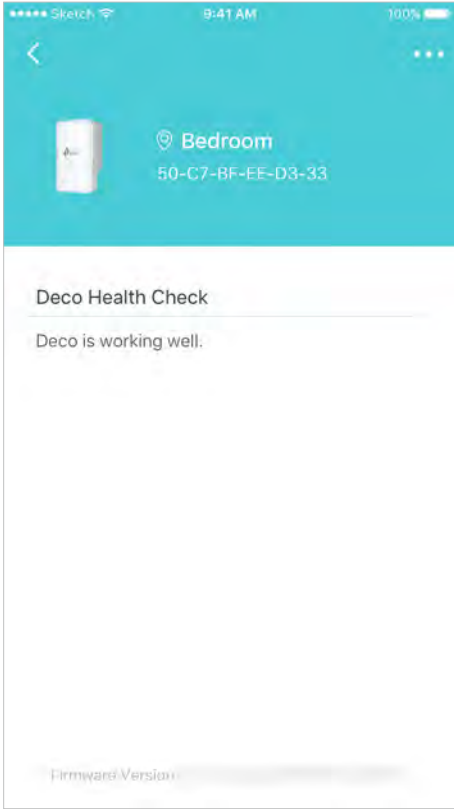 Sketch 9:41 AM 100%
Bedroom
50-C7-BF-EE-D3-33
Deco Health Check
Deco is working well.
Firmware Version